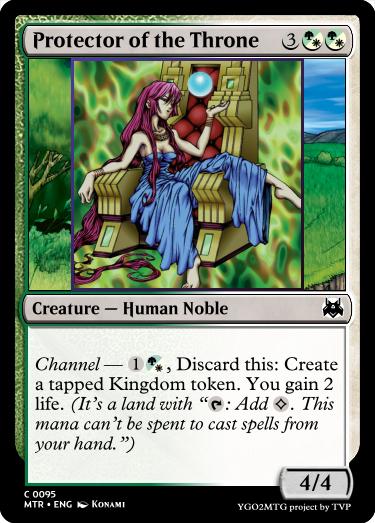 Protector of the Throne 3
Creature — Human Noble
Channel — 1 , Discard this: Create
a tapped Kingdom token. You gain 2
life. (It's a land with “ : Add . This
mana can't be spent to cast spells from
your hand.”)
4/4
C 0095
MTR • ENG Konami
YGO2MTG project by TVP